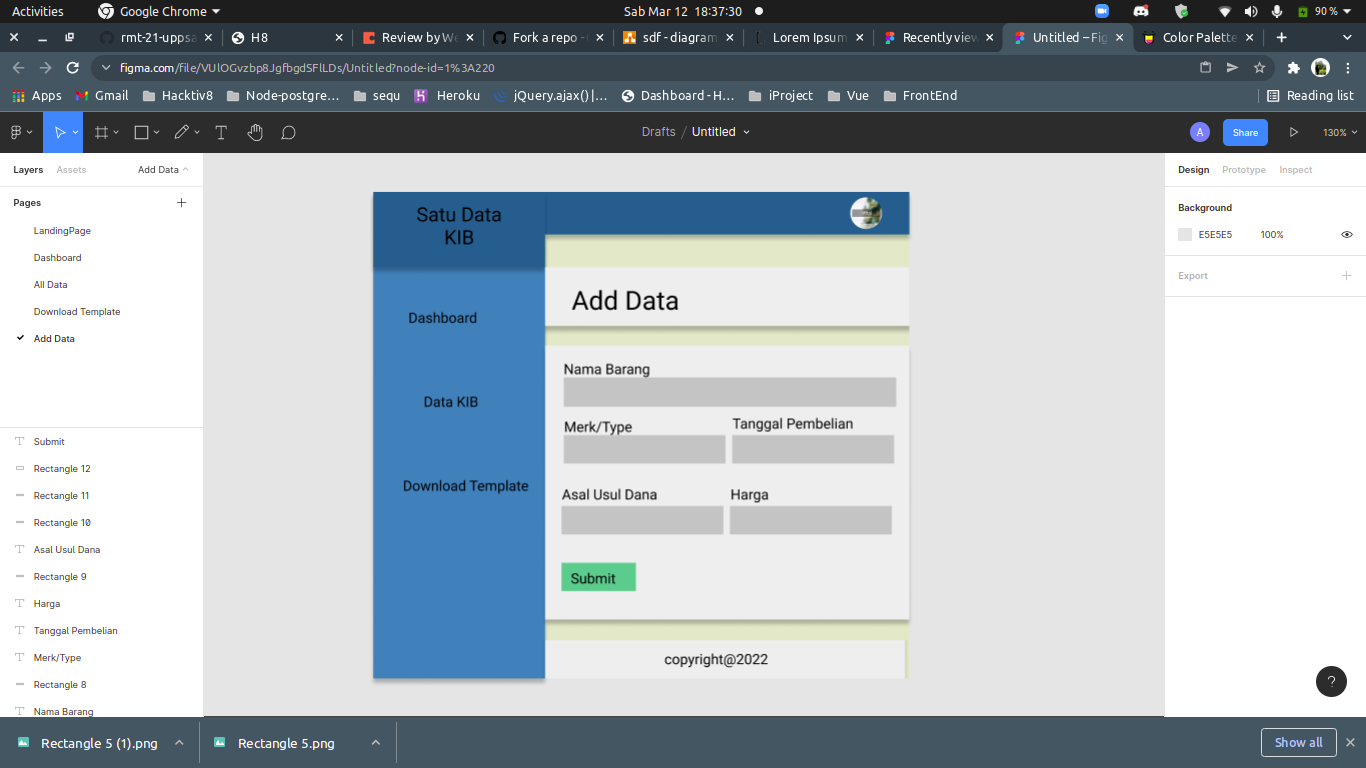 Activities
Google Chrome
Sab Mar 12 18:37:30
90 %
rmt-21-uppsa
H8
Review by We
Fork a repo -
sdf - diagram
Lorem Ipsum
Recently view
Untitled – Fig
Color Palette
figma.com/file/VUlOGvzbp8JgfbgdSFlLDs/Untitled?node-id=1%3A220
Apps
Gmail
Hacktiv8
Node-postgre...
sequ
Heroku
jQuery.ajax() |...
Dashboard - H...
iProject
Vue
FrontEnd
Reading list
Drafts / Untitled
A
Share
130%
Layers
Assets
Add Data
Design
Prototype
Inspect
Pages
LandingPage
Dashboard
All Data
Download Template
Add Data
Background
E5E5E5
100%
Export
Submit
Rectangle 12
Rectangle 11
Rectangle 10
Asal Usul Dana
Rectangle 9
Harga
Tanggal Pembelian
Merk/Type
Rectangle 8
Nama Barang
Satu Data
KIB
Dashboard
Data KIB
Download Template
Add Data
Nama Barang
Merk/Type
Tanggal Pembelian
Asal Usul Dana
Harga
Submit
copyright@2022
?
Rectangle 5 (1).png
Rectangle 5.png
Show all